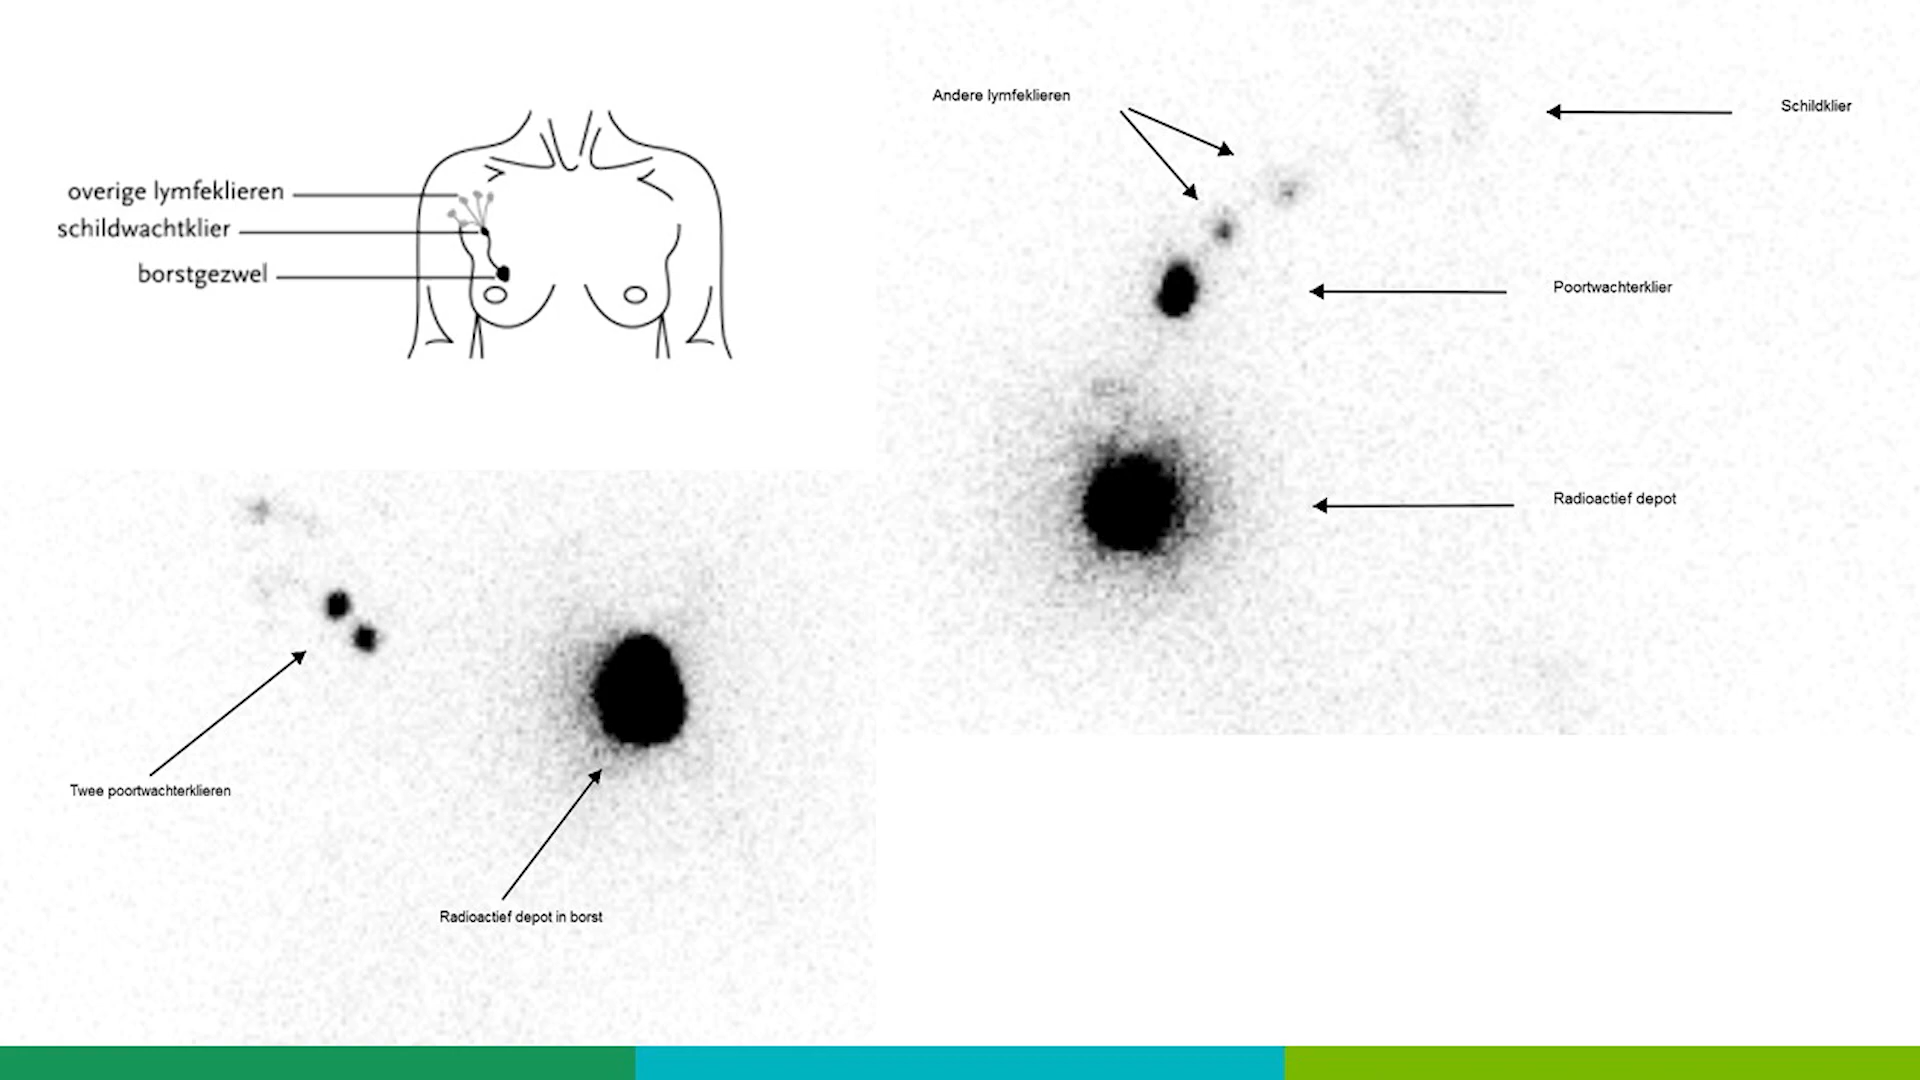 overige lymfeklieren
schildwachtklier
borstgezwel
Andere lymfeklieren
Schildklier
Poortwachterklier
Radioactief depot
Twee poortwachterklieren
Radioactief depot in borst